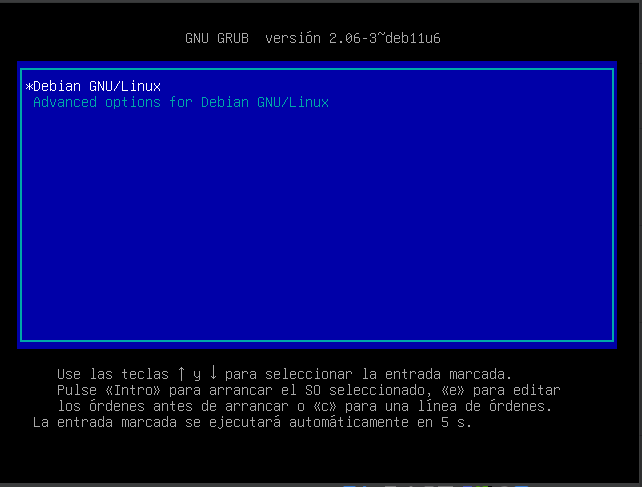 GNU GRUB  versión 2.06-3~deb11u6
*Debian GNU/Linux
Advanced options for Debian GNU/Linux
Use las teclas ↑ y ↓ para seleccionar la entrada marcada.
Pulse «Intro» para arrancar el SO seleccionado, «e» para editar
los órdenes antes de arrancar o «c» para una línea de órdenes.
La entrada marcada se ejecutará automáticamente en 5 s.